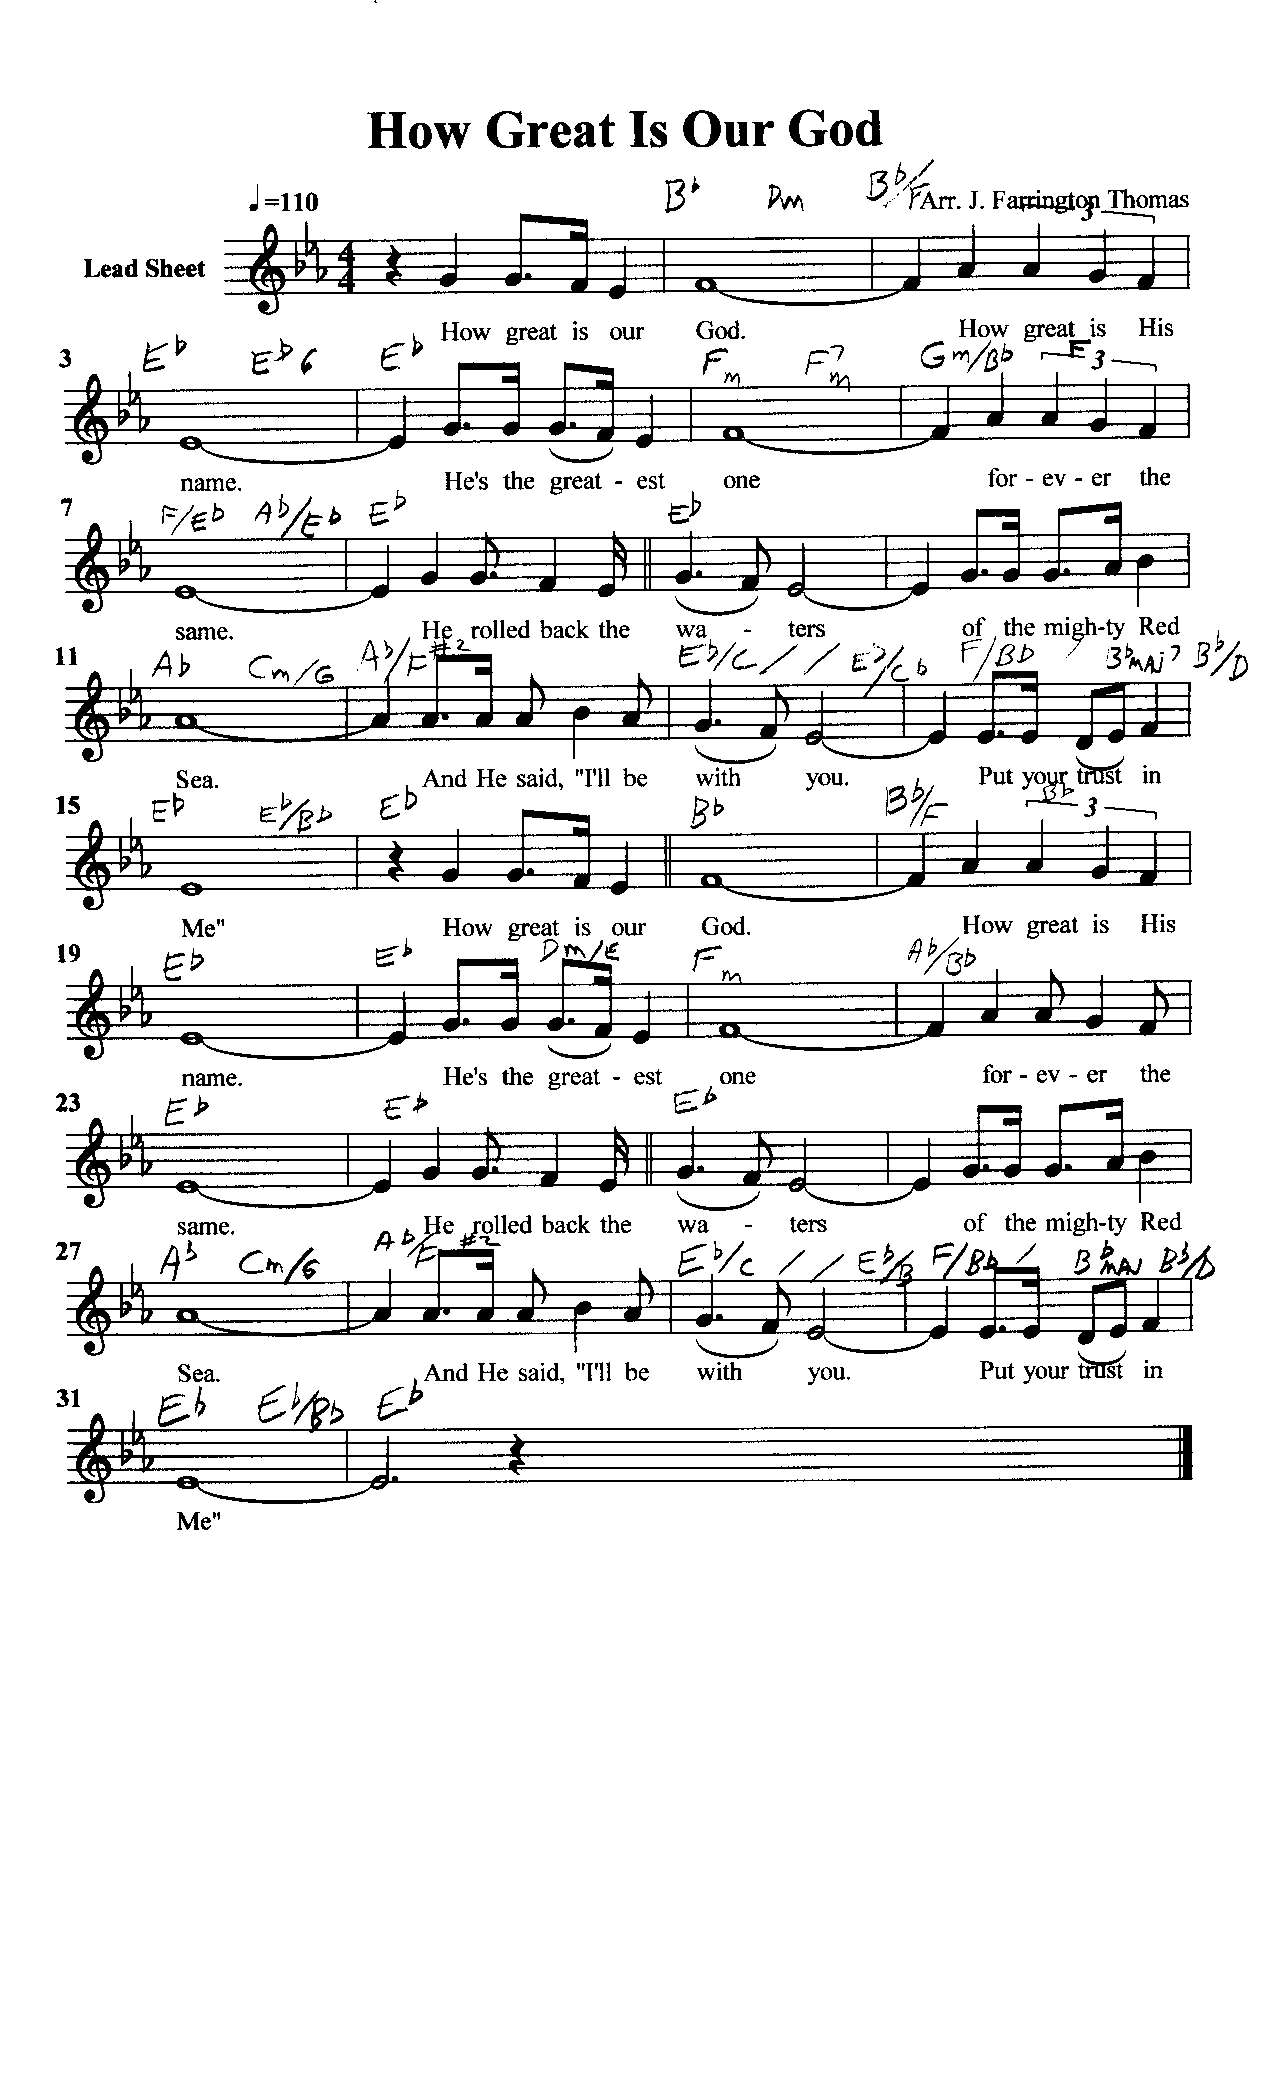 How Great Is Our God
♩=110
B♭ Dm B♭/F Arr. J. Farrington Thomas
3
Lead Sheet
How great is our God. How great is His
3 E♭ E♭6 E♭ Fm Fm7 Gm/B♭ F 3
name. He's the great - est one for - ev - er the
7 F/E♭ A♭/E♭ E♭ E♭
same. He rolled back the wa - ters of the migh-ty Red
11 A♭ Cm/G A♭/F #2 E♭/C / / E♭/C♭ F/B♭ / B♭MAJ7 B♭/D
Sea. And He said, "I'll be with you. Put your trust in
15 E♭ E♭/B♭ E♭ B♭ B♭/F B♭ 3
Me" How great is our God. How great is His
19 E♭ E♭ Dm/E Fm A♭/B♭
name. He's the great - est one for - ev - er the
23 E♭ E♭ E♭
same. He rolled back the wa - ters of the migh-ty Red
27 A♭ Cm/G A♭/F #2 E♭/C / / E♭/B F/B♭ / B♭MAJ B♭/D
Sea. And He said, "I'll be with you. Put your trust in
31 E♭ E♭/B♭ E♭
Me"